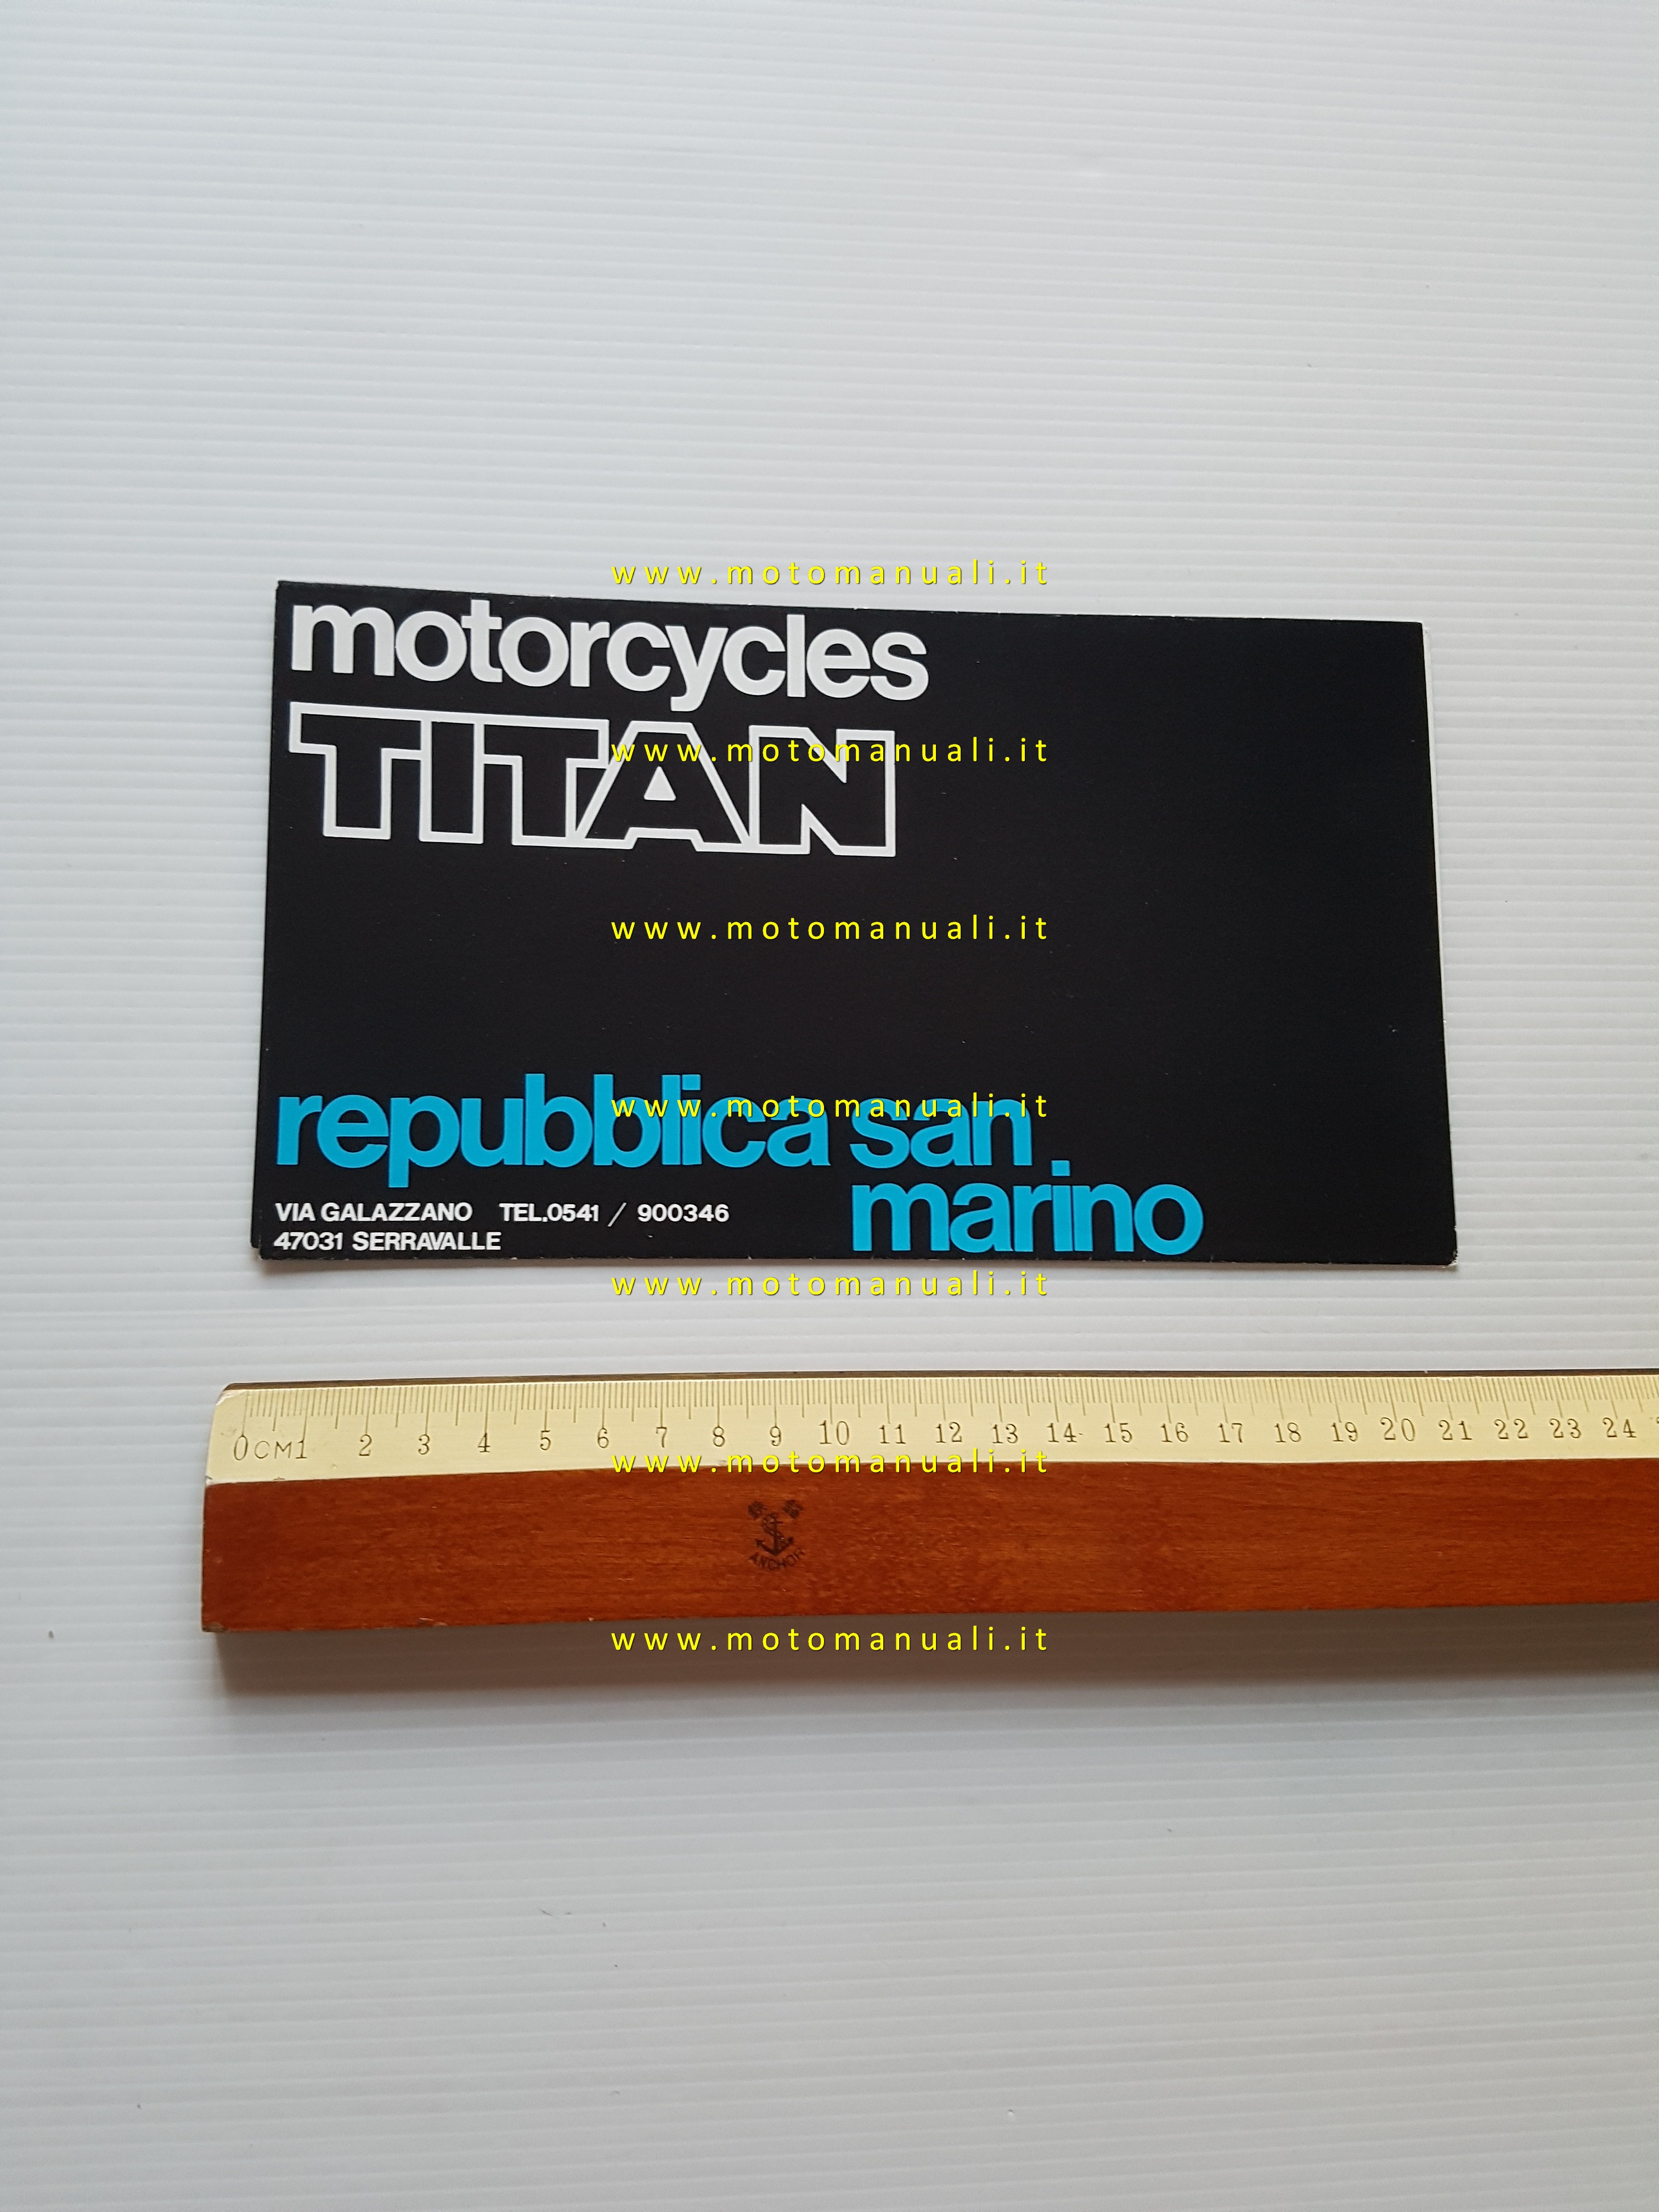 www.motomanuali.it
motorcycles
TITAN
www.motomanuali.it
www.motomanuali.it
repubblica san
www.motomanuali.it
marino
VIA GALAZZANO TEL.0541 / 900346
47031 SERRAVALLE
www.motomanuali.it
0 CM 1 2 3 4 5 6 7 8 9 10 11 12 13 14 15 16 17 18 19 20 21 22 23 24
www.motomanuali.it
ANCHOR
www.motomanuali.it